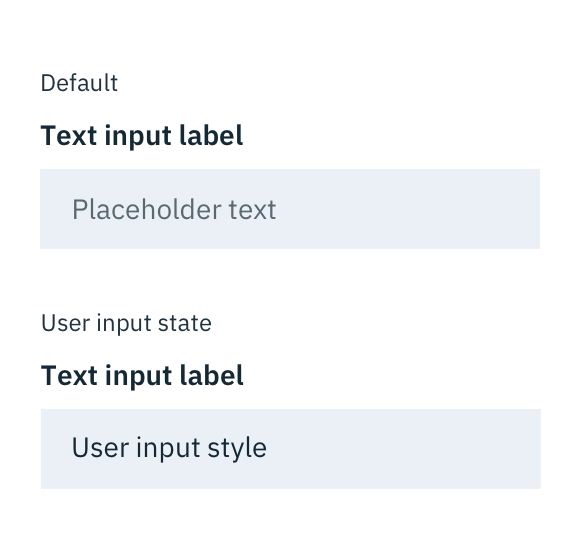 Default
Text input label
Placeholder text
User input state
Text input label
User input style